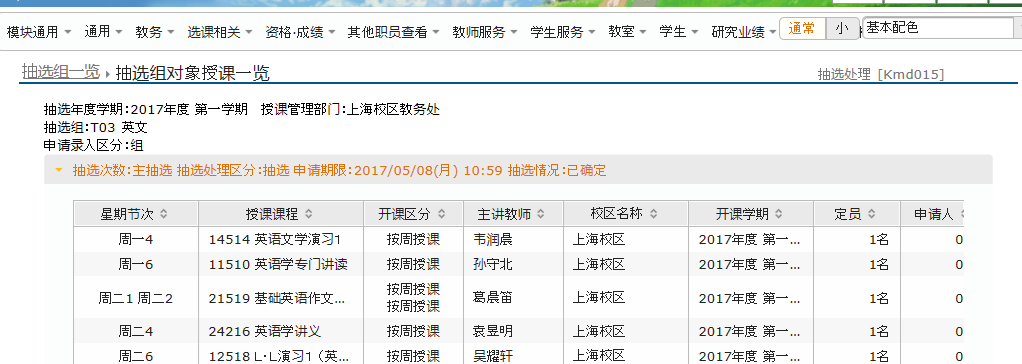 模块通用 通用 教务 选课相关 资格·成绩 其他职员查看 教师服务 学生服务 教室 学生 研究业绩 通常 小 基本配色
抽选组一览 抽选组对象授课一览 抽选处理 [Kmd015]
抽选年度学期:2017年度 第一学期 授课管理部门:上海校区教务处
抽选组:T03 英文
申请录入区分:组
抽选次数:主抽选 抽选处理区分:抽选 申请期限:2017/05/08(月) 10:59 抽选情况:已确定
星期节次 授课课程 开课区分 主讲教师 校区名称 开课学期 定员 申请人
周一4 14514 英语文学演习1 按周授课 韦润晨 上海校区 2017年度 第一... 1名 0
周一6 11510 英语学专门讲读 按周授课 孙守北 上海校区 2017年度 第一... 1名 0
周二1 周二2 21519 基础英语作文... 按周授课 按周授课 葛晨笛 上海校区 2017年度 第一... 1名 0
周二4 24216 英语学讲义 按周授课 袁昱明 上海校区 2017年度 第一... 1名 0
周二6 12518 L·L演习1（英... 按周授课 吴耀轩 上海校区 2017年度 第一... 1名 0